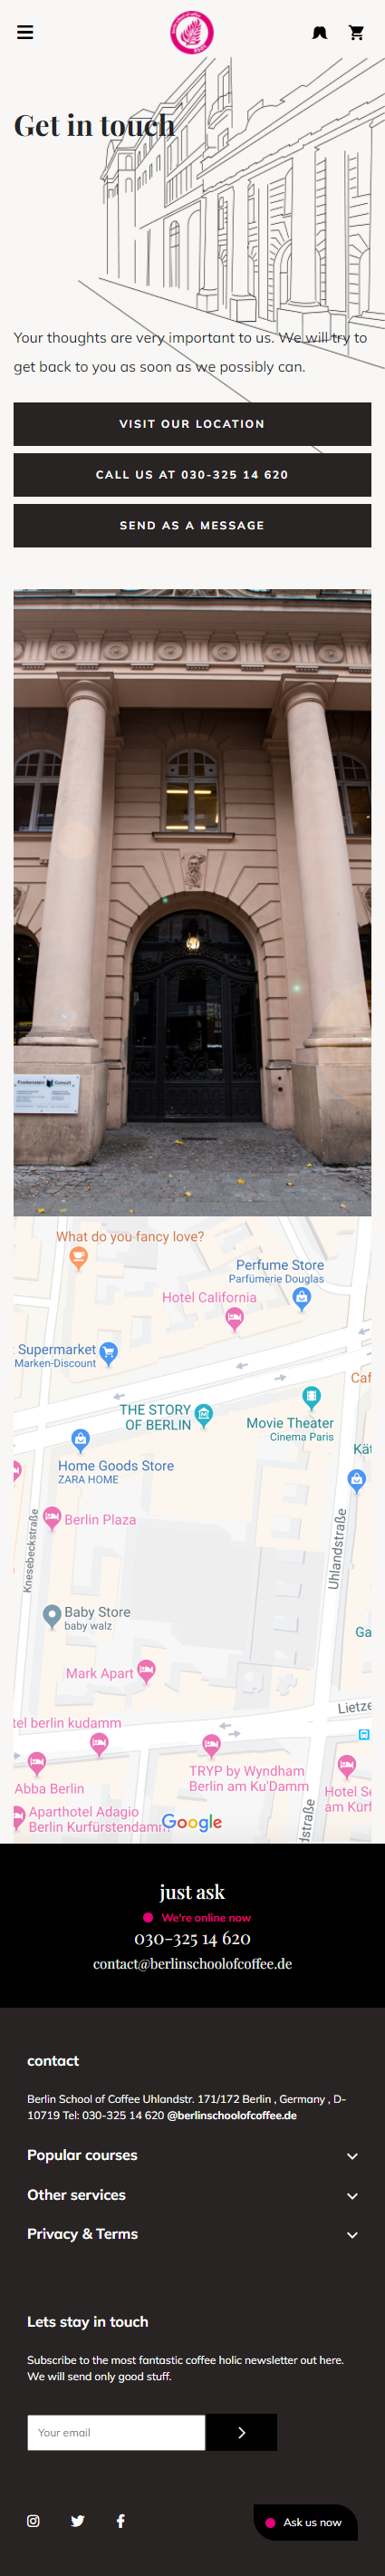 Get in touch
Your thoughts are very important to us. We will try to
get back to you as soon as we possibly can.
VISIT OUR LOCATION
CALL US AT 030-325 14 620
SEND AS A MESSAGE
Frankenstein Consult
What do you fancy love?
Perfume Store
Parfümerie Douglas
Hotel California
Supermarket
Marken-Discount
Caf
THE STORY
OF BERLIN
Movie Theater
Cinema Paris
Kät
Home Goods Store
ZARA HOME
Knesebeckstraße
Berlin Plaza
Uhlandstraße
Baby Store
baby walz
Ga
Mark Apart
Lietze
tel berlin kudamm
TRYP by Wyndham
Berlin am Ku'Damm
Abba Berlin
Hotel Se
am Kurf
Aparthotel Adagio
Berlin Kurfürstendamm
Google
dstraße
just ask
We're online now
030-325 14 620
contact@berlinschoolofcoffee.de
contact
Berlin School of Coffee Uhlandstr. 171/172 Berlin , Germany , D-
10719 Tel: 030-325 14 620 @berlinschoolofcoffee.de
Popular courses
Other services
Privacy & Terms
Lets stay in touch
Subscribe to the most fantastic coffee holic newsletter out here.
We will send only good stuff.
Your email
Ask us now